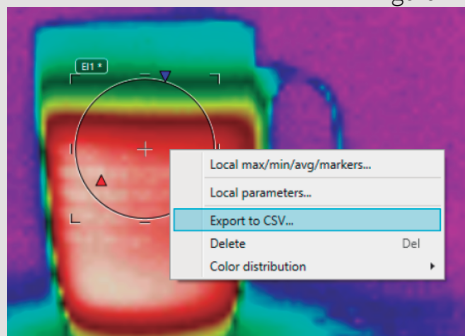 El1 *
Local max/min/avg/markers...
Local parameters...
Export to CSV...
Delete Del
Color distribution